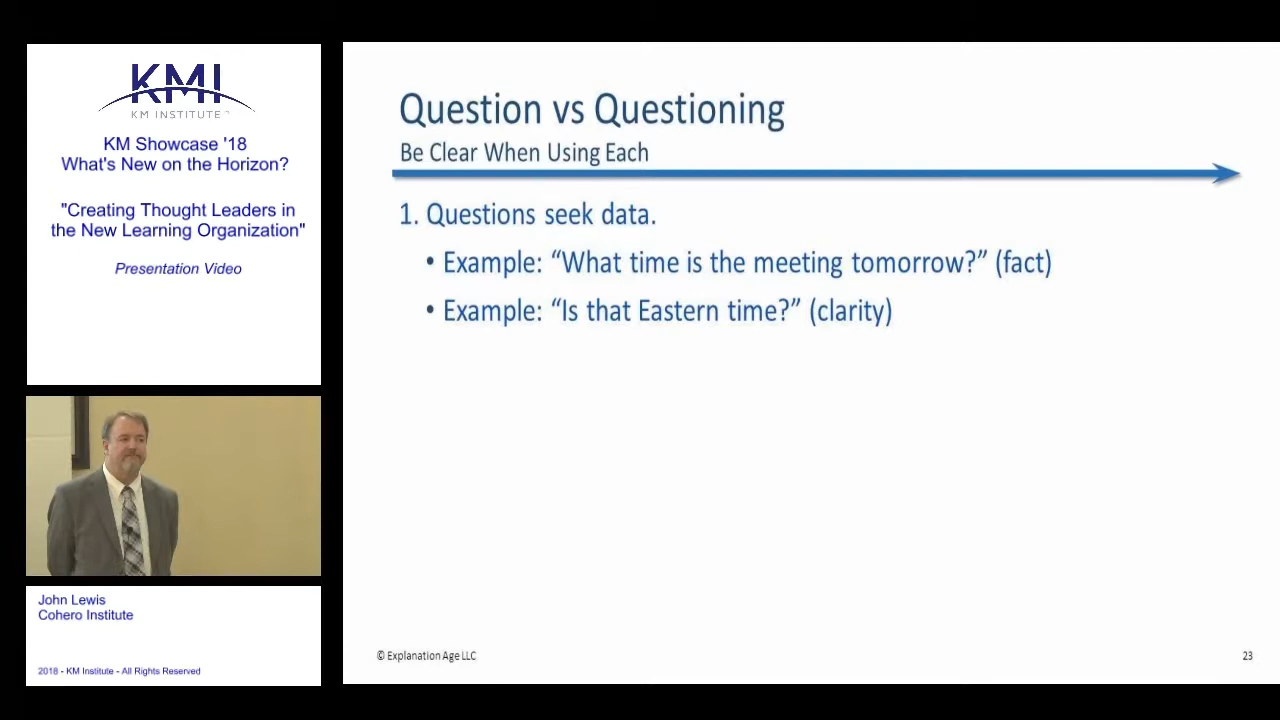 KMI
KM INSTITUTE
KM Showcase '18
What's New on the Horizon?
"Creating Thought Leaders in
the New Learning Organization"
Presentation Video
John Lewis
Cohero Institute
2018 - KM Institute - All Rights Reserved
Question vs Questioning
Be Clear When Using Each
1. Questions seek data.
• Example: “What time is the meeting tomorrow?” (fact)
• Example: “Is that Eastern time?” (clarity)
© Explanation Age LLC
23